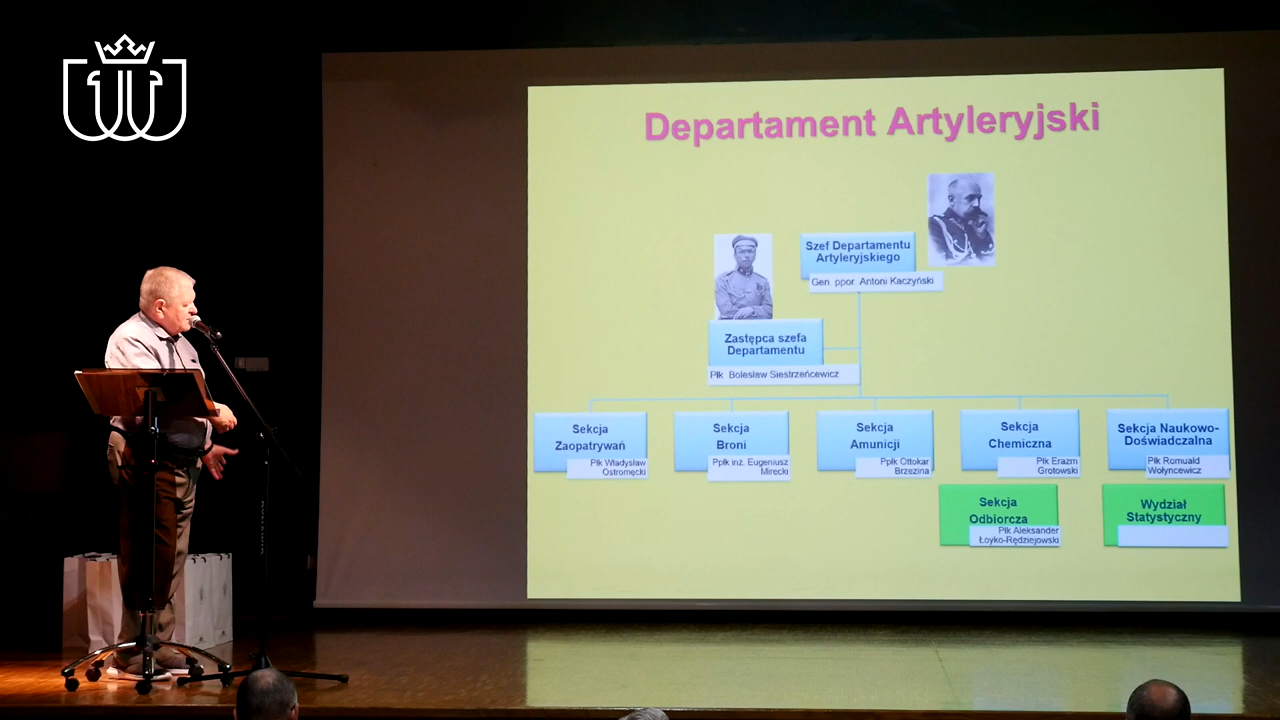 Departament Artyleryjski
Szef Departamentu
Artyleryjskiego
Gen. ppor. Antoni Kaczyński
Zastępca szefa
Departamentu
Płk Bolesław Siestrzeńcewicz
Sekcja
Zaopatrywań
Płk Władysław
Ostromęcki
Sekcja
Broni
Ppłk inż. Eugeniusz
Mirecki
Sekcja
Amunicji
Ppłk Ottokar
Brzezina
Sekcja
Chemiczna
Płk Erazm
Grotowski
Sekcja Naukowo-
Doświadczalna
Płk Romuald
Wołyncewicz
Sekcja
Odbiorcza
Płk Aleksander
Łoyko-Rędziejowski
Wydział
Statystyczny